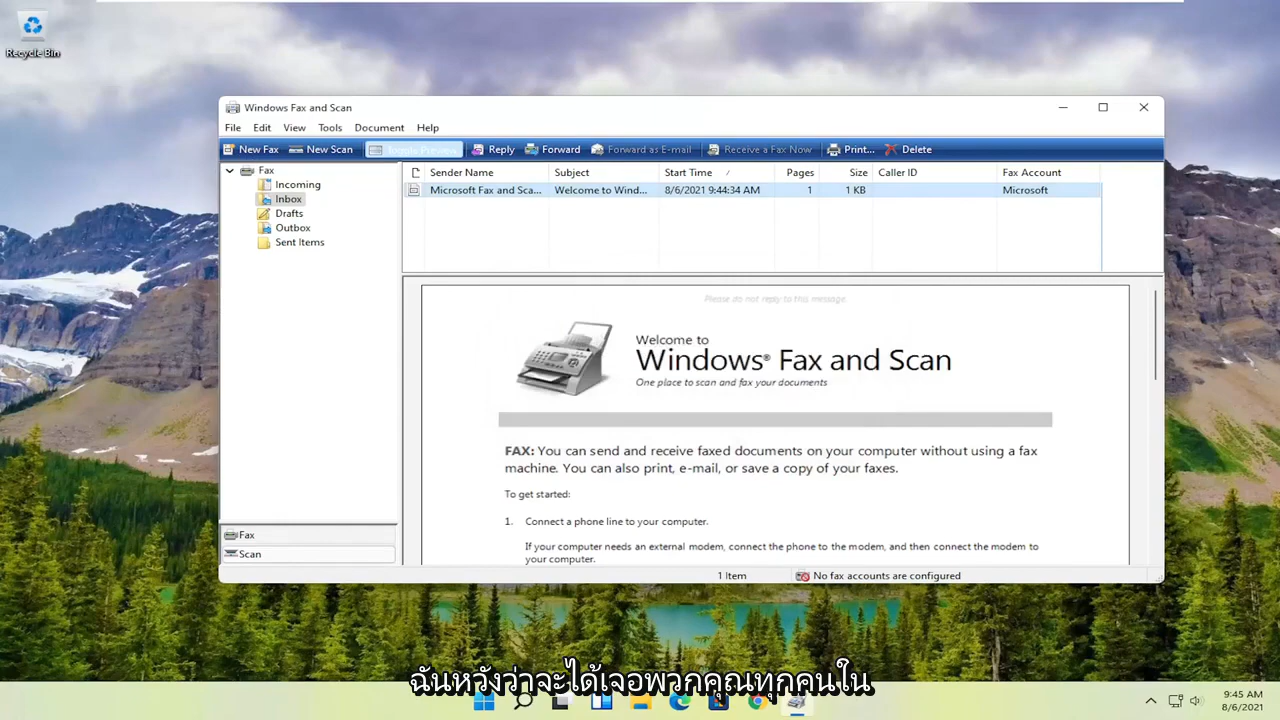 Recycle Bin
Windows Fax and Scan
File Edit View Tools Document Help
New Fax New Scan Toggle Preview Reply Forward Forward as E-mail Receive a Fax Now Print... Delete
Fax
Incoming
Inbox
Drafts
Outbox
Sent Items
Fax
Scan
Sender Name Subject Start Time Pages Size Caller ID Fax Account
Microsoft Fax and Sca... Welcome to Wind... 8/6/2021 9:44:34 AM 1 1 KB Microsoft
Please do not reply to this message.
Welcome to
Windows® Fax and Scan
One place to scan and fax your documents
FAX: You can send and receive faxed documents on your computer without using a fax
machine. You can also print, e-mail, or save a copy of your faxes.
To get started:
1. Connect a phone line to your computer.
If your computer needs an external modem, connect the phone to the modem, and then connect the modem to
your computer.
1 Item No fax accounts are configured
ฉันหวังว่าจะได้เจอพวกคุณทุกคนใน
9:45 AM
8/6/2021